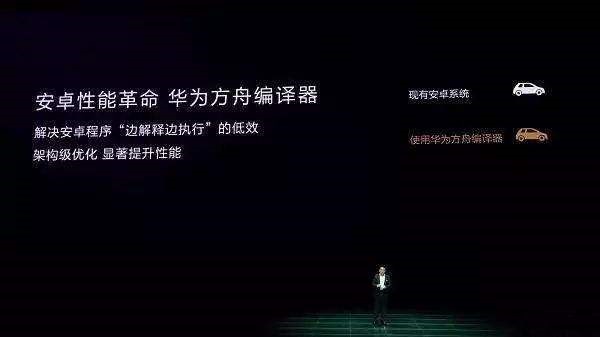 安卓性能革命 华为方舟编译器
解决安卓程序“边解释边执行”的低效
架构级优化 显著提升性能
现有安卓系统
使用华为方舟编译器